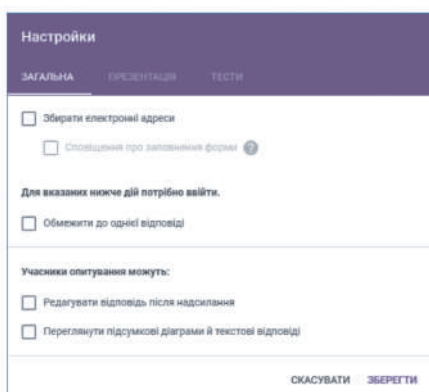 Настройки
ЗАГАЛЬНА ПРЕЗЕНТАЦІЯ ТЕСТИ
Збирати електронні адреси
Сповіщення про заповнення форми ?
Для вказаних нижче дій потрібно ввійти.
Обмежити до однієї відповіді
Учасники опитування можуть:
Редагувати відповідь після надсилання
Переглянути підсумкові діаграми й текстові відповіді
СКАСУВАТИ ЗБЕРЕГТИ